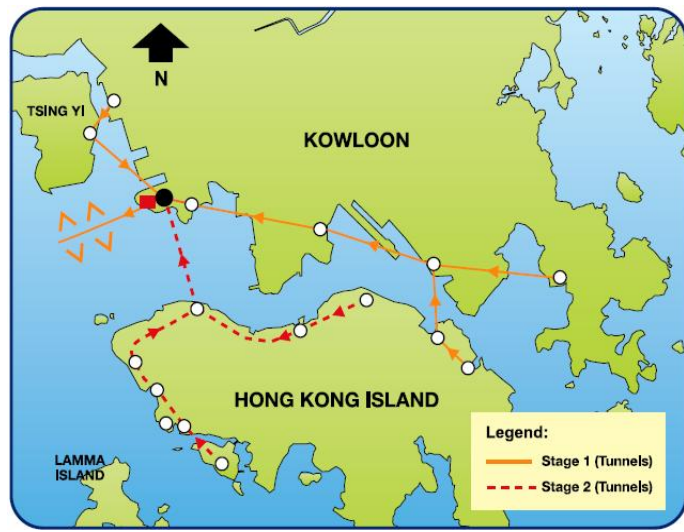 N
TSING YI
KOWLOON
HONG KONG ISLAND
LAMMA
ISLAND
Legend:
Stage 1 (Tunnels)
Stage 2 (Tunnels)